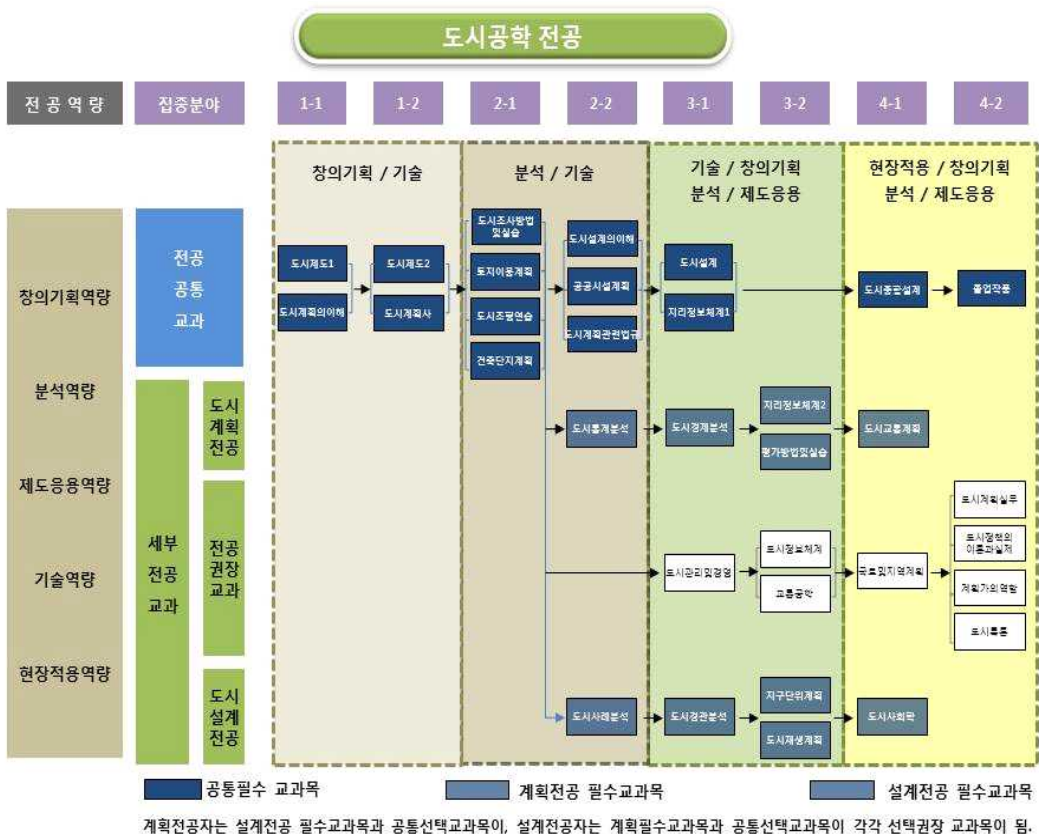 도시공학 전공
전 공 역 량
집중분야
1-1
1-2
2-1
2-2
3-1
3-2
4-1
4-2
창의기획 / 기술
분석 / 기술
기술 / 창의기획
분석 / 제도응용
현장적용 / 창의기획
분석 / 제도응용
창의기획역량
분석역량
제도응용역량
기술역량
현장적용역량
전공
공통
교과
세부
전공
교과
도시
계획
전공
전공
권장
교과
도시
설계
전공
도시제도1
도시계획의이해
도시제도2
도시계획사
도시조사방법
및실습
토지이용계획
도시조형연습
건축단지계획
도시설계의이해
공공시설계획
도시계획관련법규
도시설계
지리정보체계1
도시종합설계
졸업작품
도시통계분석
도시경제분석
지리정보체계2
평가방법및실습
도시교통계획
도시관리및경영
도시정보체계
교통공학
국토및지역계획
도시계획실무
도시정책의
이론과실제
계획가의역할
도시특론
도시사례분석
도시경관분석
지구단위계획
도시재생계획
도시사회학
공통필수 교과목
계획전공 필수교과목
설계전공 필수교과목
계획전공자는 설계전공 필수교과목과 공통선택교과목이, 설계전공자는 계획필수교과목과 공통선택교과목이 각각 선택권장 교과목이 됨.